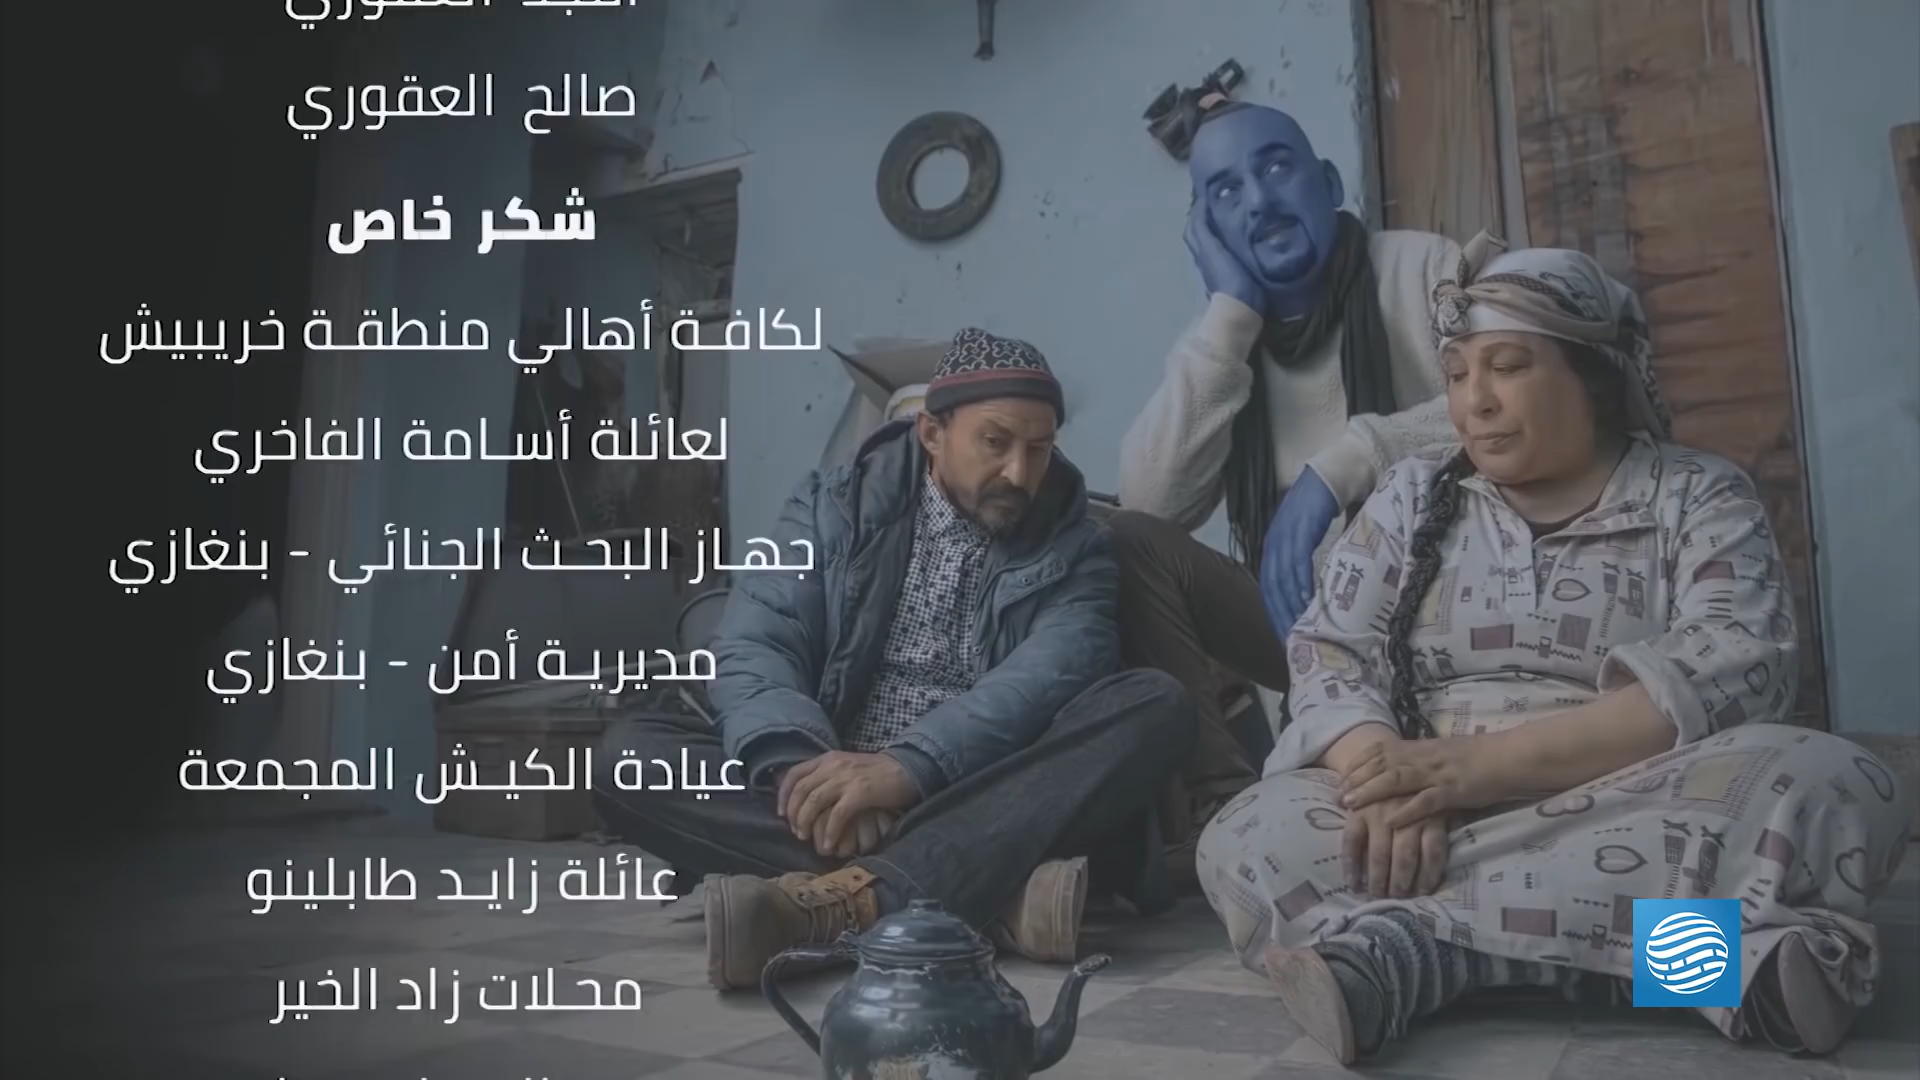 العقوري
صالح العقوري
شكر خاص
لكافة أهالي منطقة خريبيش
لعائلة أسامة الفاخري
جهاز البحث الجنائي - بنغازي
مديرية أمن - بنغازي
عيادة الكيش المجمعة
عائلة زايد طابلينو
محلات زاد الخير